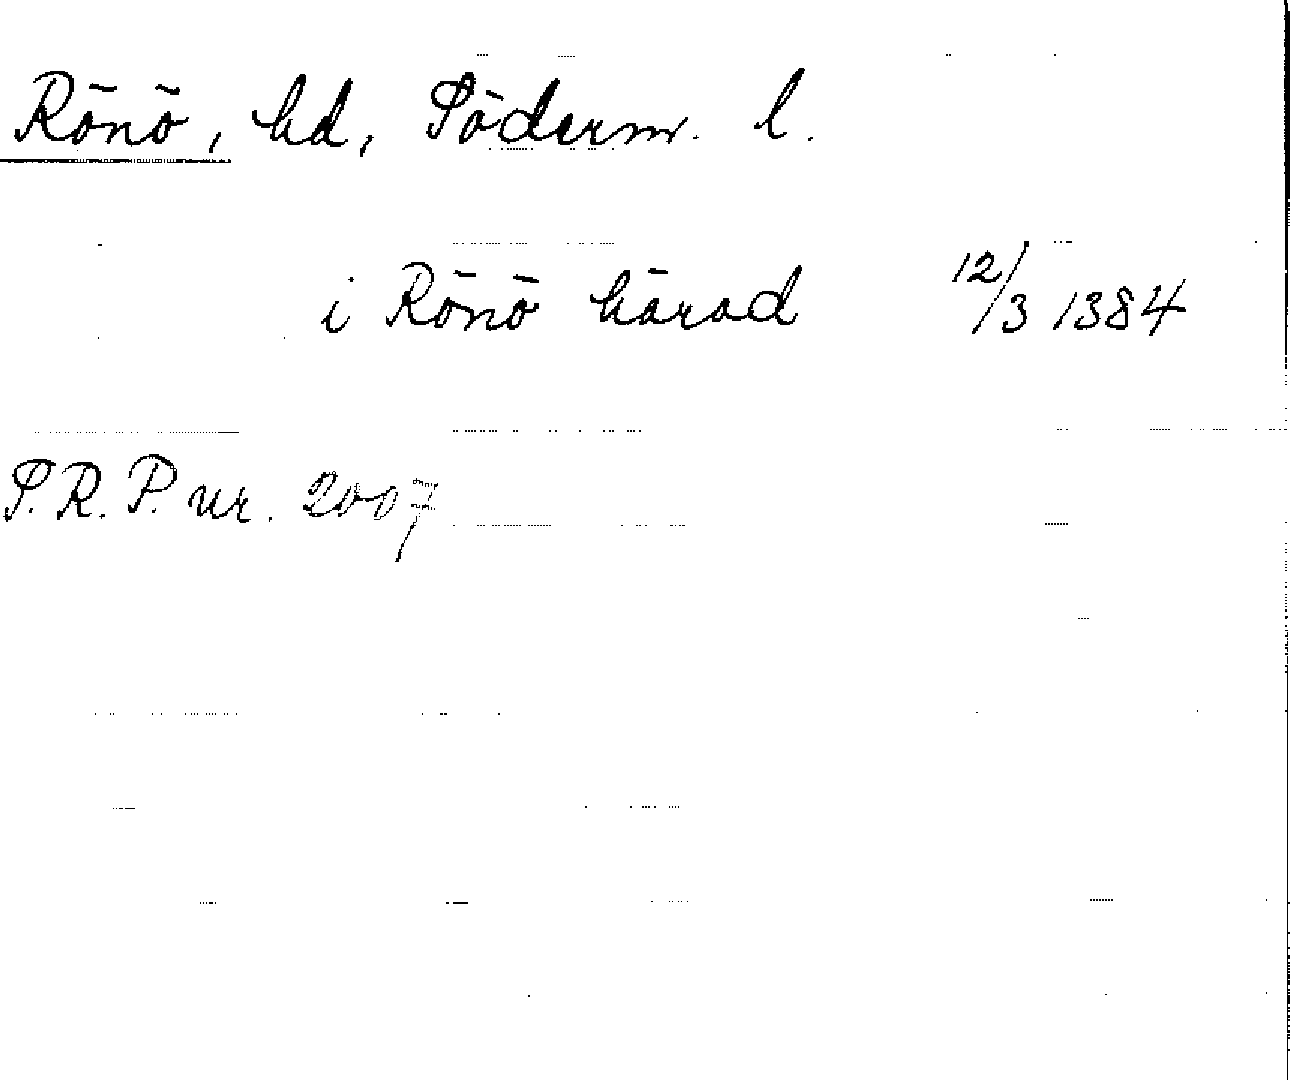 Rönö, hd, Söderm. l.
i Rönö härad 12/3 1384
S.R.P. nr. 2007